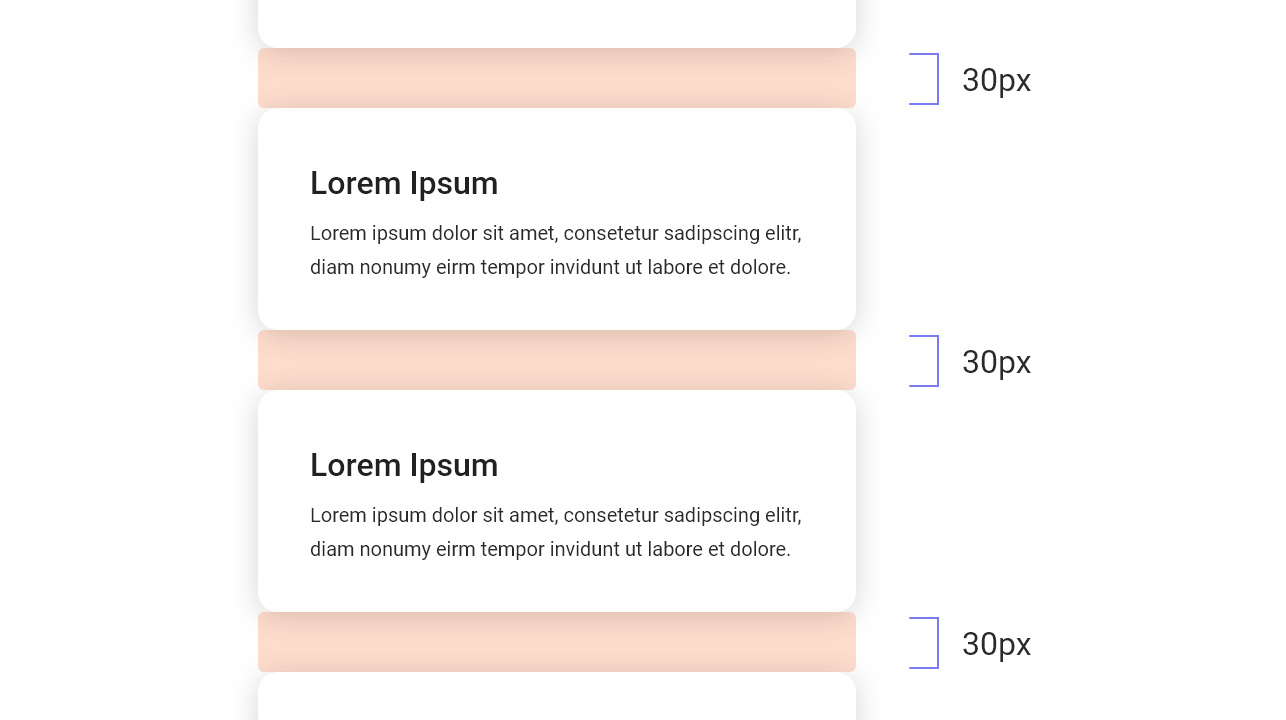 30px
Lorem Ipsum
Lorem ipsum dolor sit amet, consetetur sadipscing elitr,
diam nonumy eirm tempor invidunt ut labore et dolore.
30px
Lorem Ipsum
Lorem ipsum dolor sit amet, consetetur sadipscing elitr,
diam nonumy eirm tempor invidunt ut labore et dolore.
30px